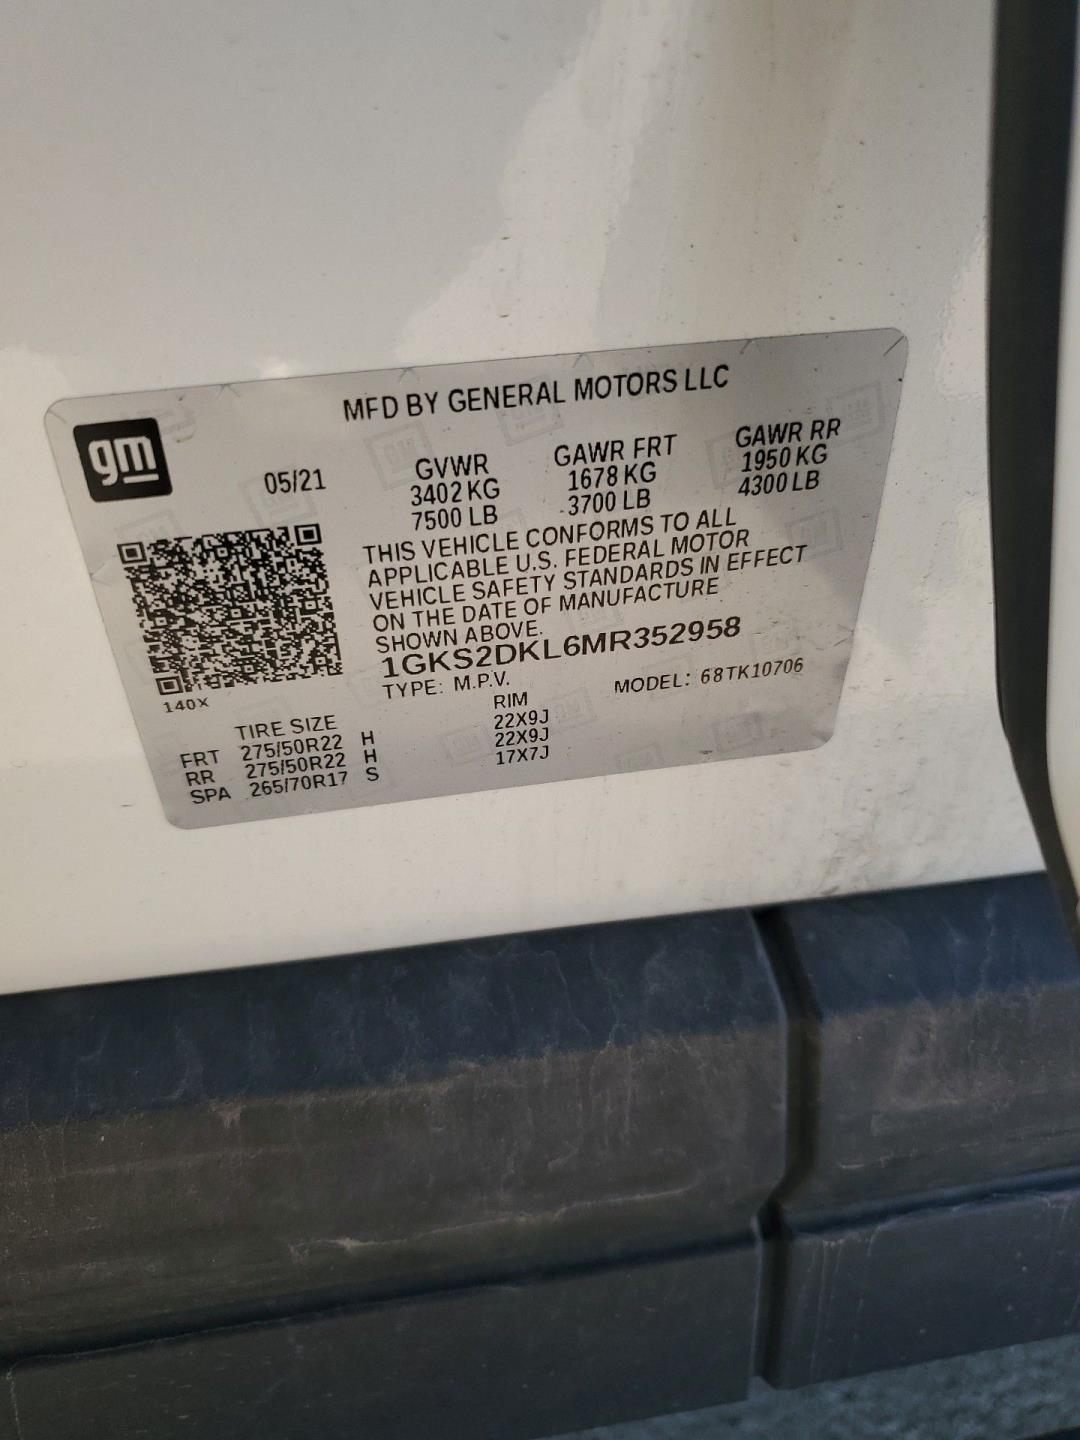 MFD BY GENERAL MOTORS LLC
gm
05/21
GVWR GAWR FRT GAWR RR
3402 KG 1678 KG 1950 KG
7500 LB 3700 LB 4300 LB
THIS VEHICLE CONFORMS TO ALL
APPLICABLE U.S. FEDERAL MOTOR
VEHICLE SAFETY STANDARDS IN EFFECT
ON THE DATE OF MANUFACTURE
SHOWN ABOVE.
1GKS2DKL6MR352958
TYPE: M.P.V. MODEL: 68TK10706
140X
TIRE SIZE RIM
FRT 275/50R22 H 22X9J
RR 275/50R22 H 22X9J
SPA 265/70R17 S 17X7J